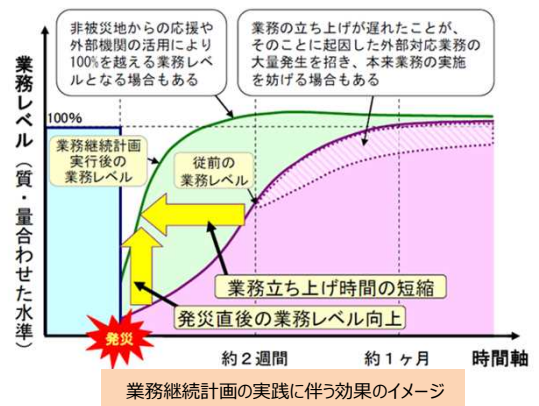 非被災地からの応援や
外部機関の活用により
100%を越える業務レベ
ルとなる場合もある
業務の立ち上げが遅れたことが、
そのことに起因した外部対応業務の
大量発生を招き、本来業務の実施
を妨げる場合もある
業務レベル（質・量合わせた水準）
100%
業務継続計画
実行後の
業務レベル
従前の
業務レベル
業務立ち上げ時間の短縮
発災直後の業務レベル向上
発災
約２週間
約１ヶ月
時間軸
業務継続計画の実践に伴う効果のイメージ